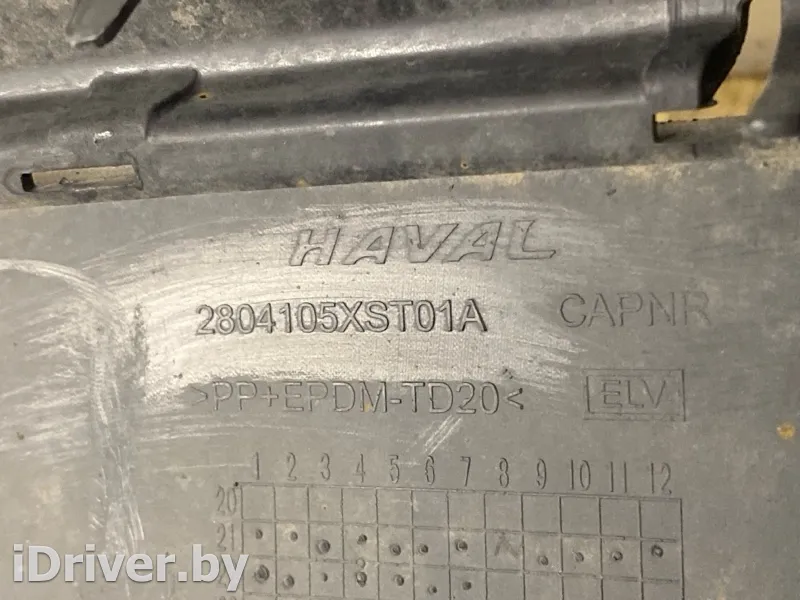 HAVAL
2804105XST01A CAPNR
>PP+EPDM-TD20< ELV
1 2 3 4 5 6 7 8 9 10 11 12
20
21
22
iDriver.by